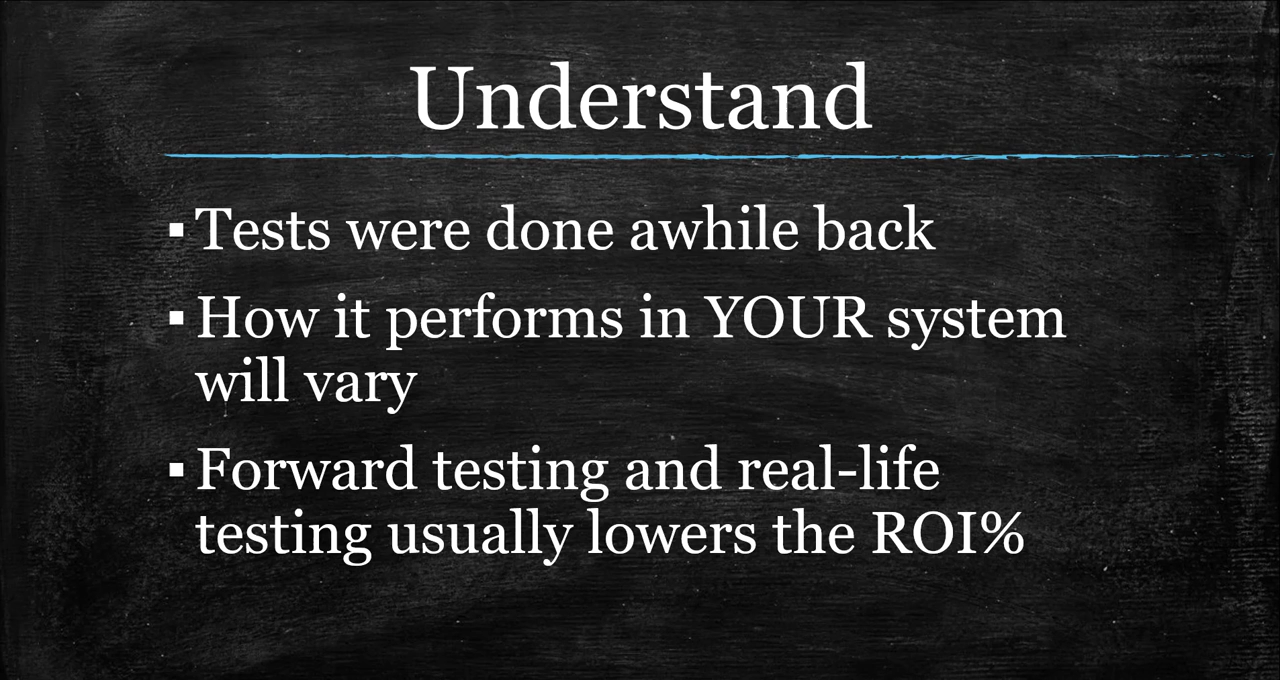 Understand
▪ Tests were done awhile back
▪ How it performs in YOUR system
will vary
▪ Forward testing and real-life
testing usually lowers the ROI%